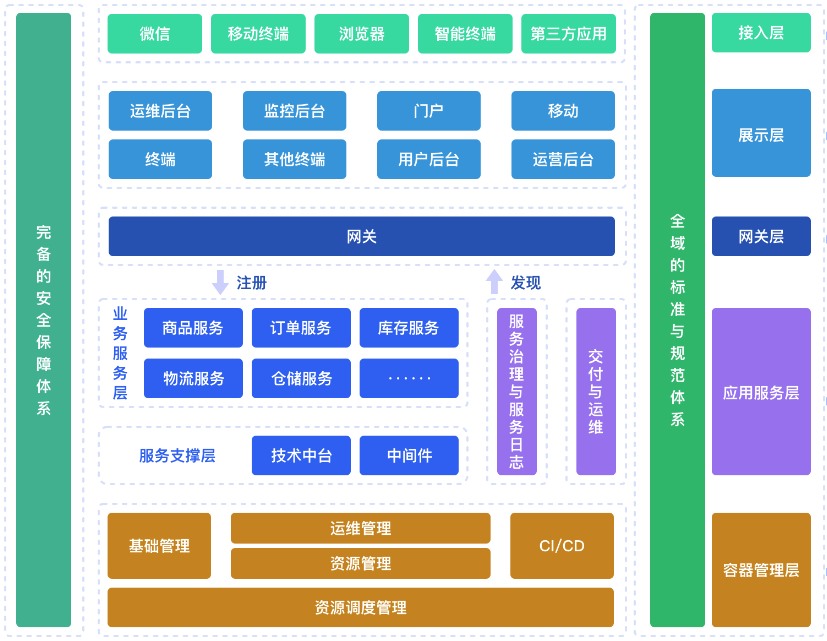 完备的安全保障体系
微信
移动终端
浏览器
智能终端
第三方应用
运维后台
监控后台
门户
移动
终端
其他终端
用户后台
运营后台
网关
注册
发现
业务服务层
商品服务
订单服务
库存服务
物流服务
仓储服务
······
服务支撑层
技术中台
中间件
服务治理与服务日志
交付与运维
基础管理
运维管理
资源管理
CI/CD
资源调度管理
全域的标准与规范体系
接入层
展示层
网关层
应用服务层
容器管理层